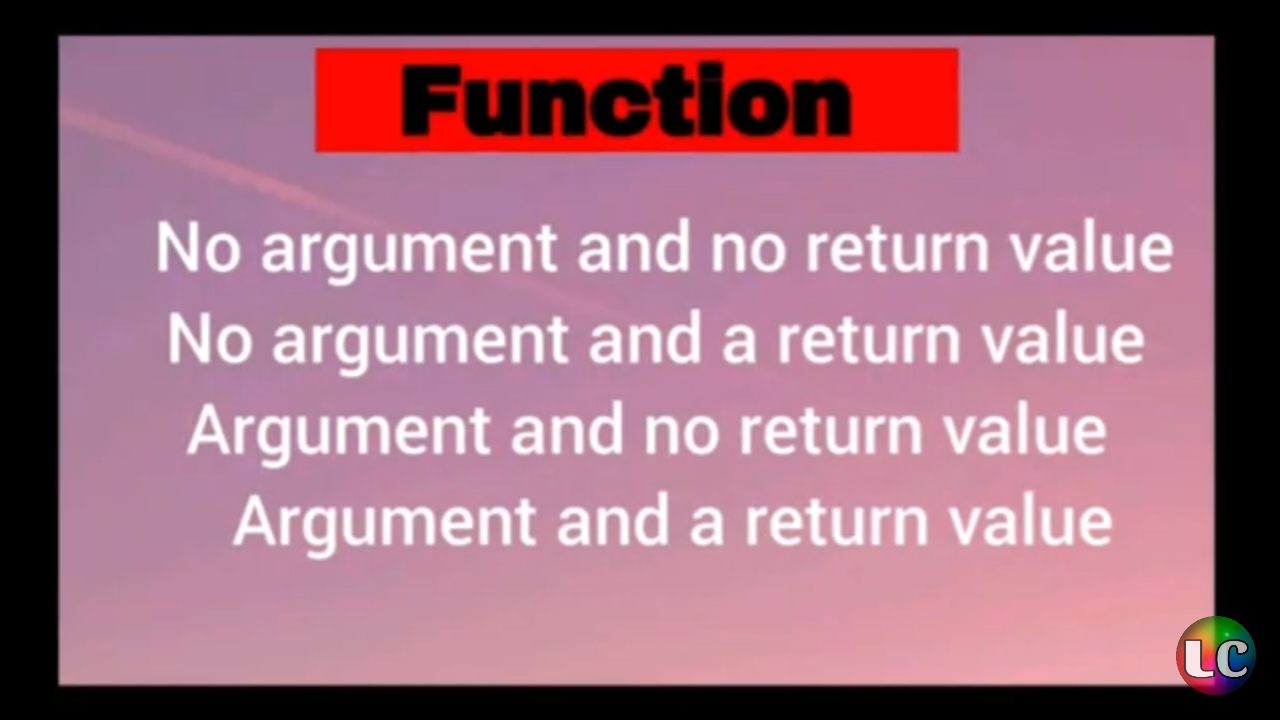 Function
No argument and no return value
No argument and a return value
Argument and no return value
Argument and a return value
LC